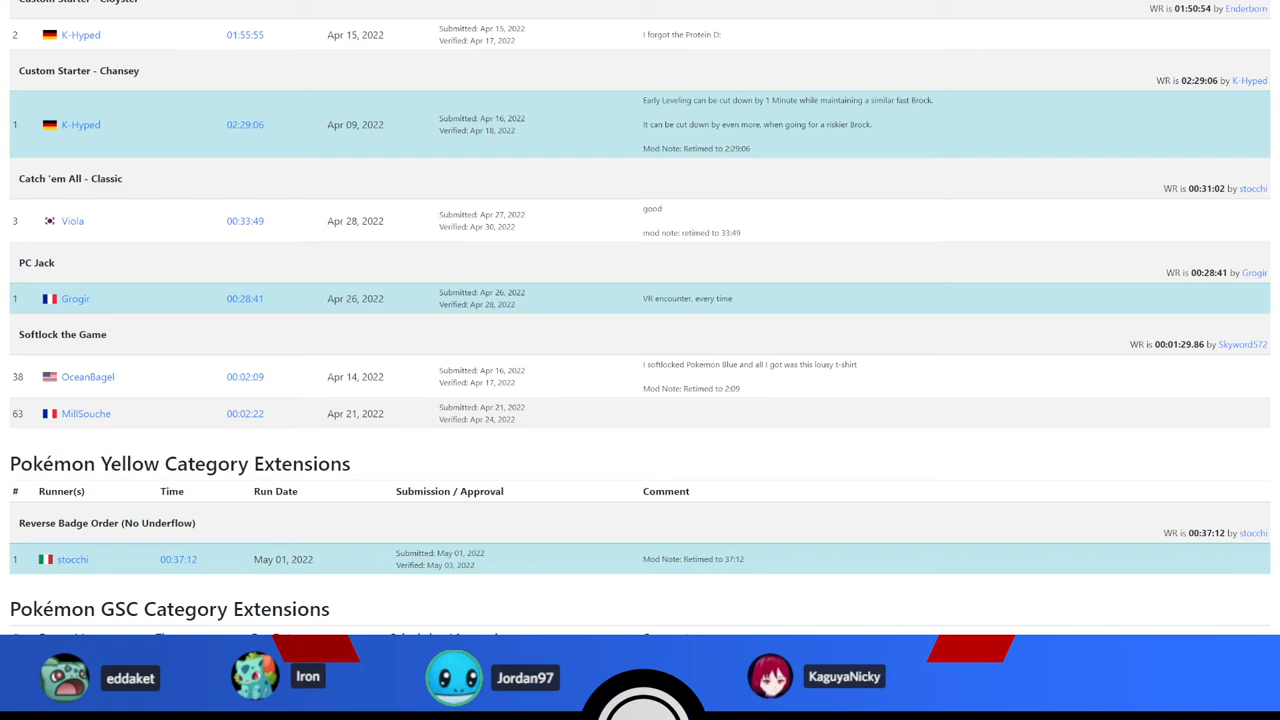 Custom Starter - Cloyster
WR is 01:50:54 by Enderborn
2 K-Hyped 01:55:55 Apr 15, 2022 Submitted: Apr 15, 2022 I forgot the Protein D:
Verified: Apr 17, 2022
Custom Starter - Chansey
WR is 02:29:06 by K-Hyped
Early Leveling can be cut down by 1 Minute while maintaining a similar fast Brock.
1 K-Hyped 02:29:06 Apr 09, 2022 Submitted: Apr 16, 2022 It can be cut down by even more, when going for a riskier Brock.
Verified: Apr 18, 2022
Mod Note: Retimed to 2:29:06
Catch 'em All - Classic
WR is 00:31:02 by stocchi
good
3 Viola 00:33:49 Apr 28, 2022 Submitted: Apr 27, 2022
Verified: Apr 30, 2022
mod note: retimed to 33:49
PC Jack
WR is 00:28:41 by Grogir
1 Grogir 00:28:41 Apr 26, 2022 Submitted: Apr 26, 2022 VR encounter, every time
Verified: Apr 28, 2022
Softlock the Game
WR is 00:01:29.86 by Skyword572
I softlocked Pokemon Blue and all I got was this lousy t-shirt
38 OceanBagel 00:02:09 Apr 14, 2022 Submitted: Apr 16, 2022
Verified: Apr 17, 2022
Mod Note: Retimed to 2:09
63 MillSouche 00:02:22 Apr 21, 2022 Submitted: Apr 21, 2022
Verified: Apr 24, 2022
Pokémon Yellow Category Extensions
# Runner(s) Time Run Date Submission / Approval Comment
Reverse Badge Order (No Underflow)
WR is 00:37:12 by stocchi
1 stocchi 00:37:12 May 01, 2022 Submitted: May 01, 2022 Mod Note: Retimed to 37:12
Verified: May 03, 2022
Pokémon GSC Category Extensions
eddaket Iron Jordan97 KaguyaNicky